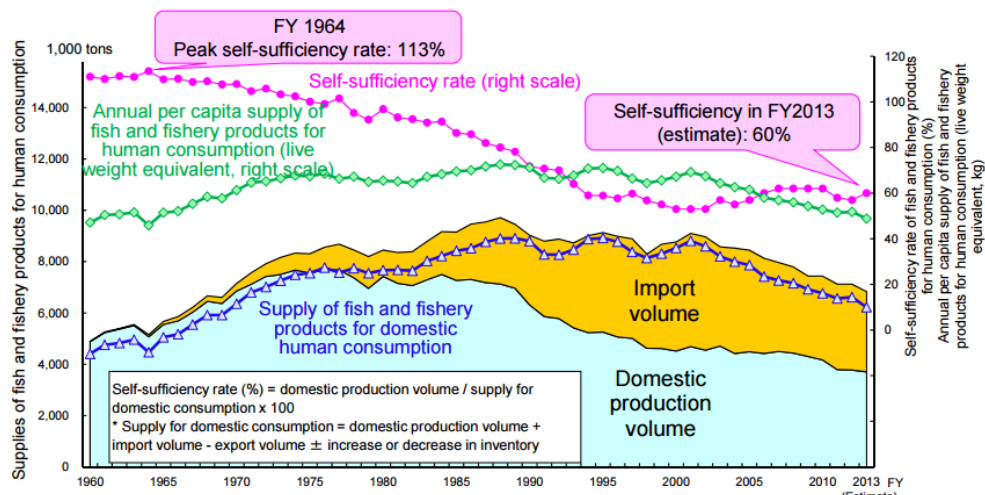 FY 1964
Peak self-sufficiency rate: 113%
1,000 tons
Self-sufficiency rate (right scale)
Annual per capita supply of
fish and fishery products for
human consumption (live
weight equivalent, right scale)
Self-sufficiency in FY2013
(estimate): 60%
Supplies of fish and fishery products for human consumption
14,000
12,000
10,000
8,000
6,000
4,000
2,000
0
120
100
80
60
40
20
0
Self-sufficiency rate of fish and fishery products
for human consumption (%)
Annual per capita supply of fish and fishery
products for human consumption (live weight
equivalent, kg)
Import
volume
Supply of fish and fishery
products for domestic
human consumption
Domestic
production
volume
Self-sufficiency rate (%) = domestic production volume / supply for
domestic consumption x 100
* Supply for domestic consumption = domestic production volume +
import volume - export volume ± increase or decrease in inventory
1960 1965 1970 1975 1980 1985 1990 1995 2000 2005 2010 2013 FY
(Estimate)